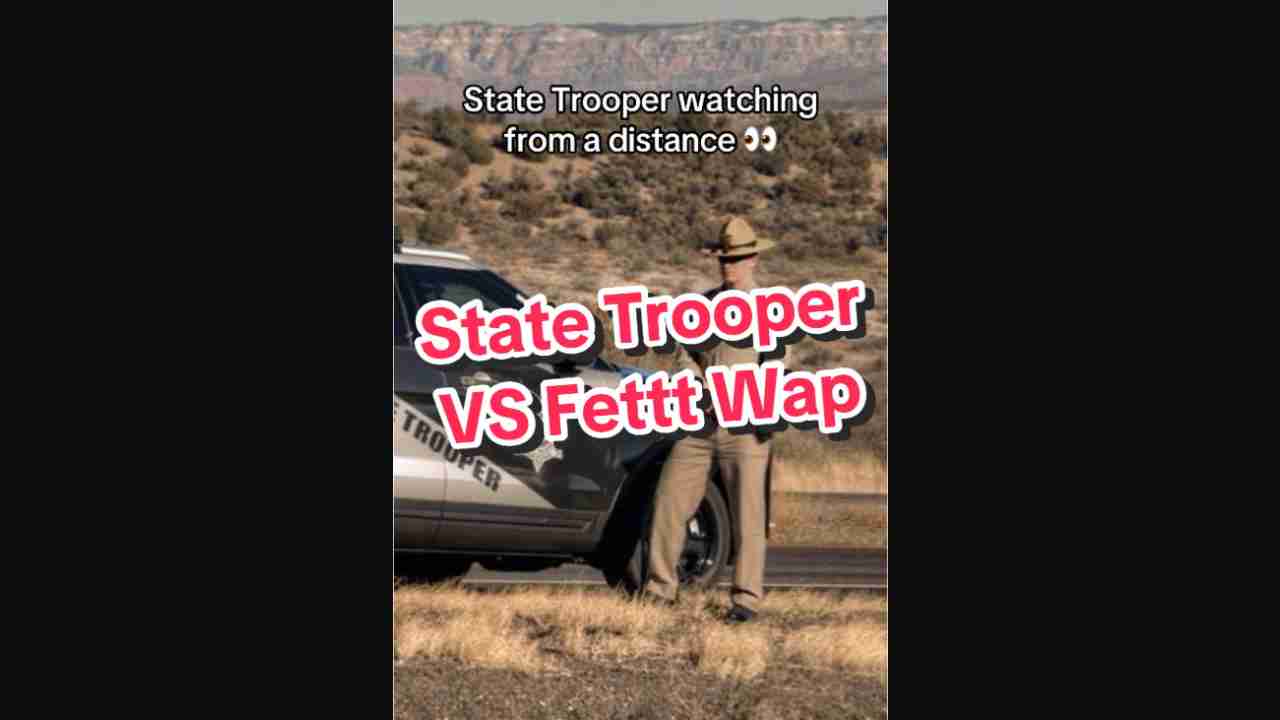 State Trooper watching
from a distance 👀
State Trooper
VS Fettt Wap
E TROOPER